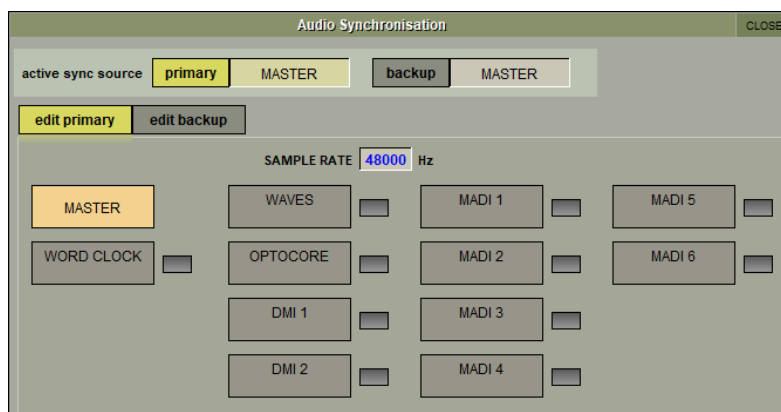 Audio Synchronisation CLOSE
active sync source primary MASTER backup MASTER
edit primary edit backup
SAMPLE RATE 48000 Hz
MASTER WAVES MADI 1 MADI 5
WORD CLOCK OPTOCORE MADI 2 MADI 6
DMI 1 MADI 3
DMI 2 MADI 4